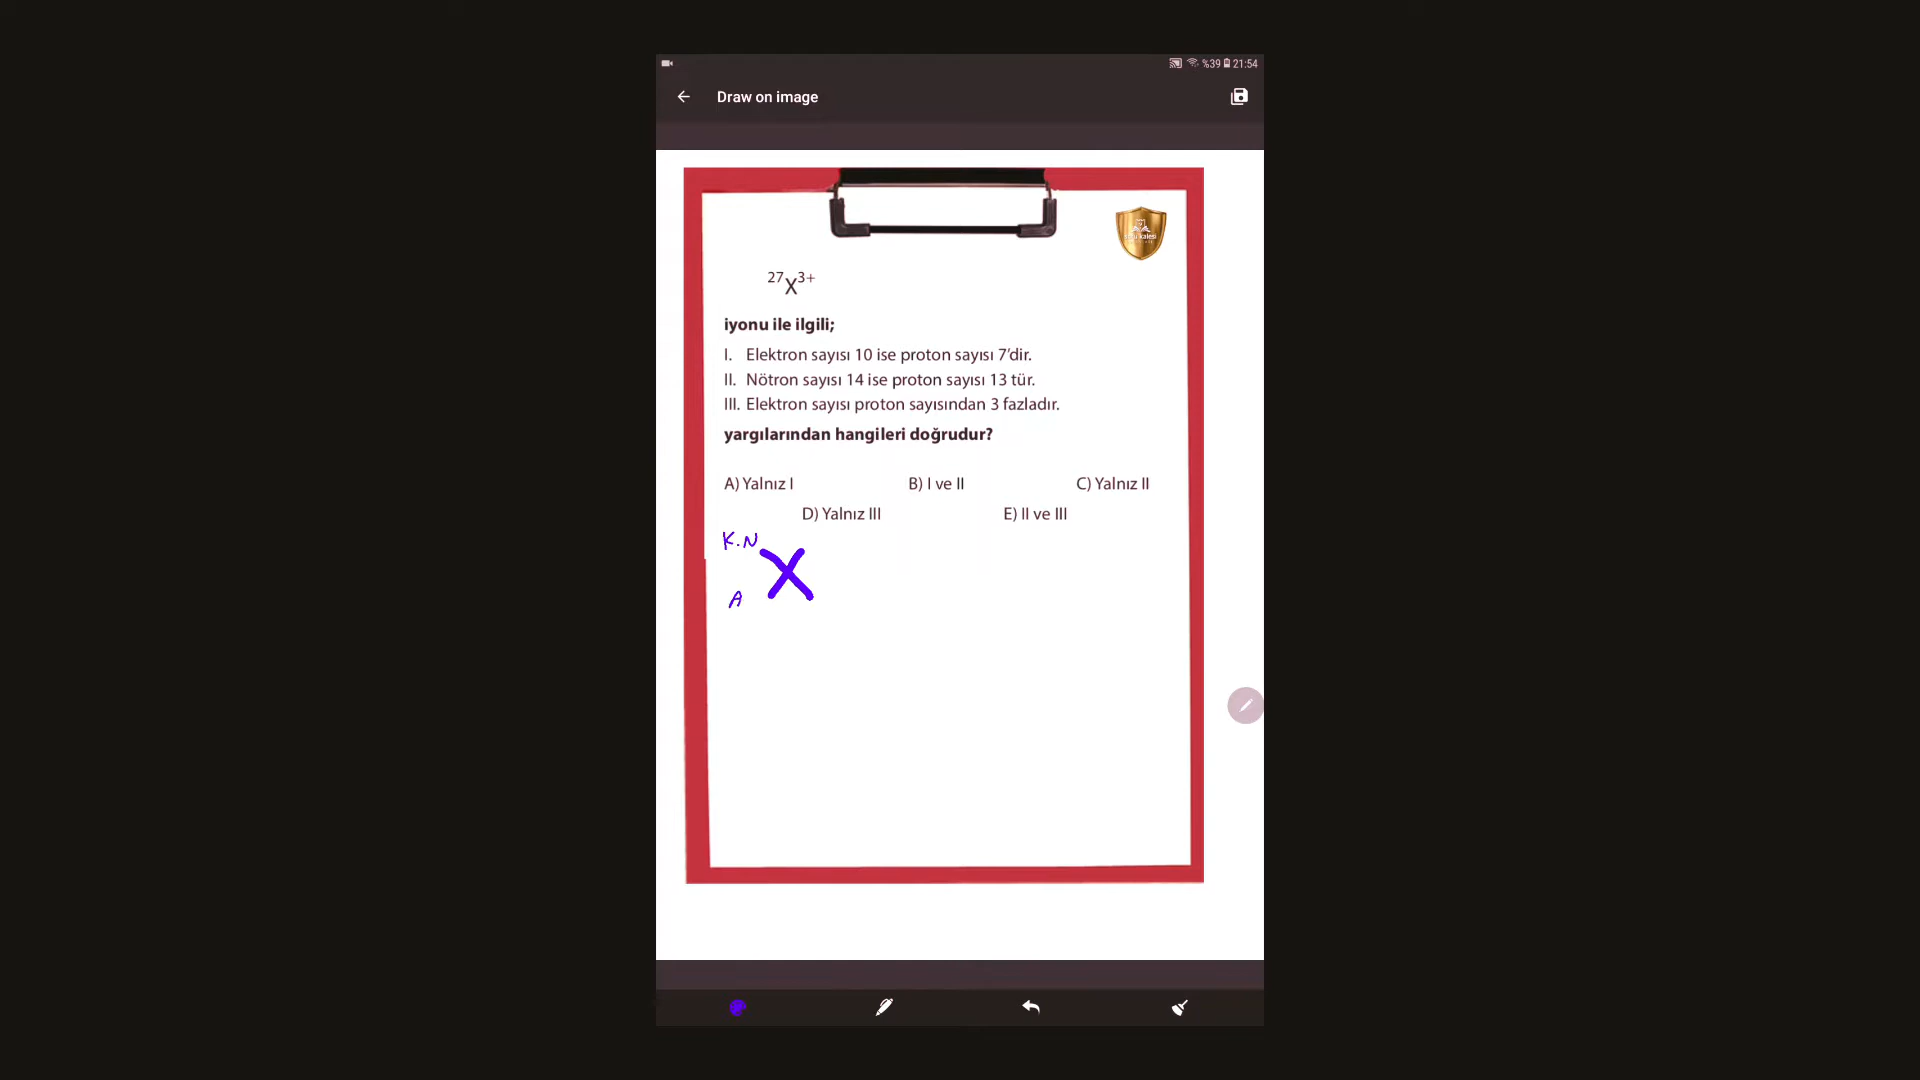 %39 21:54
Draw on image
27X3+
iyonu ile ilgili;
I. Elektron sayısı 10 ise proton sayısı 7'dir.
II. Nötron sayısı 14 ise proton sayısı 13 tür.
III. Elektron sayısı proton sayısından 3 fazladır.
yargılarından hangileri doğrudur?
A) Yalnız I B) I ve II C) Yalnız II
D) Yalnız III E) II ve III
K.N
X
A